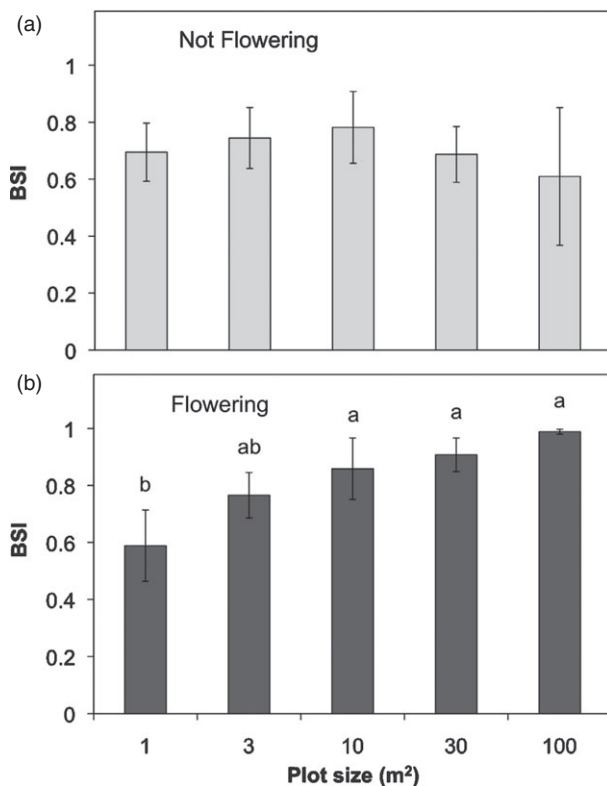 (a)
Not Flowering
1
0.8
0.6
0.4
0.2
0
BSI
(b)
Flowering
1
0.8
0.6
0.4
0.2
0
BSI
b
ab
a
a
a
1 3 10 30 100
Plot size (m²)